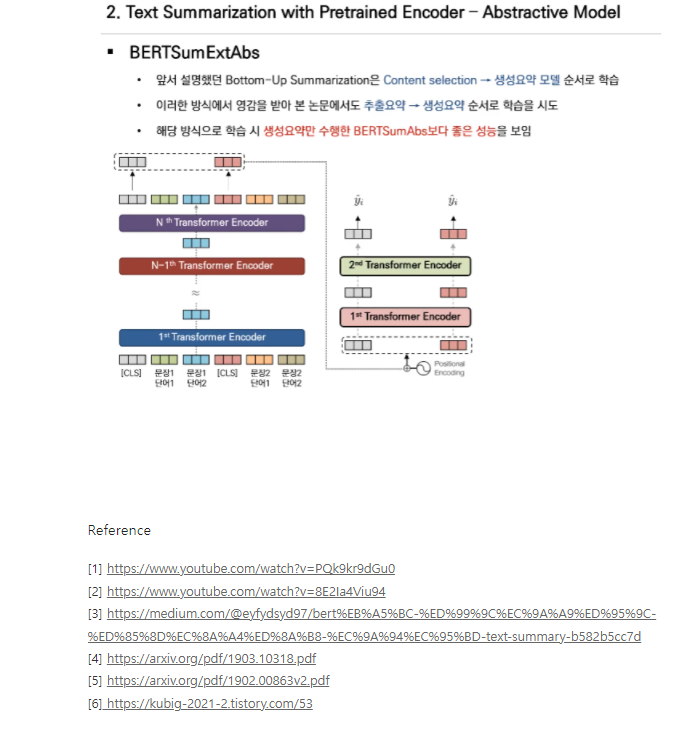 2. Text Summarization with Pretrained Encoder – Abstractive Model
▪ BERTSumExtAbs
• 앞서 설명했던 Bottom-Up Summarization은 Content selection → 생성요약 모델 순서로 학습
• 이러한 방식에서 영감을 받아 본 논문에서도 추출요약 → 생성요약 순서로 학습을 시도
• 해당 방식으로 학습 시 생성요약만 수행한 BERTSumAbs보다 좋은 성능을 보임
N th Transformer Encoder
N-1th Transformer Encoder
≈
1st Transformer Encoder
[CLS] 문장1 단어1 문장1 단어2 [CLS] 문장2 단어1 문장2 단어2
ŷi ŷi
2nd Transformer Encoder
1st Transformer Encoder
Positional
Encoding
Reference
[1] https://www.youtube.com/watch?v=PQk9kr9dGu0
[2] https://www.youtube.com/watch?v=8E2Ia4Viu94
[3] https://medium.com/@eyfydsyd97/bert%EB%A5%BC-%ED%99%9C%EC%9A%A9%ED%95%9C-
%ED%85%8D%EC%8A%A4%ED%8A%B8-%EC%9A%94%EC%95%BD-text-summary-b582b5cc7d
[4] https://arxiv.org/pdf/1903.10318.pdf
[5] https://arxiv.org/pdf/1902.00863v2.pdf
[6] https://kubig-2021-2.tistory.com/53